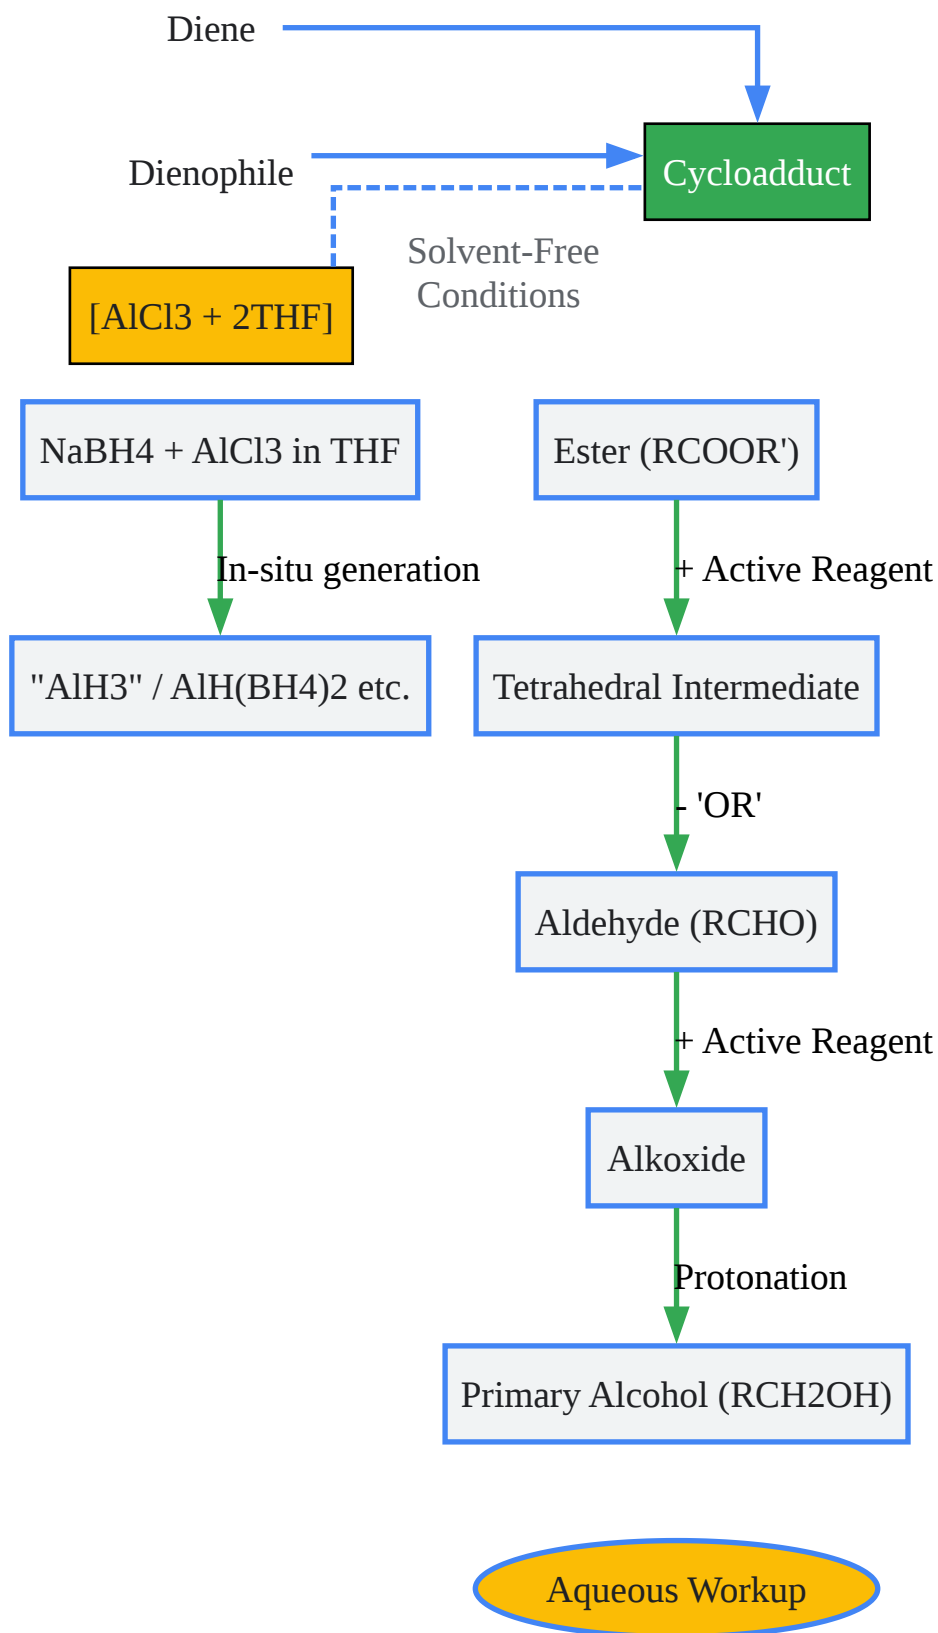 Diene
Dienophile
Cycloadduct
Solvent-Free
Conditions
[AlCl3 + 2THF]
NaBH4 + AlCl3 in THF
Ester (RCOOR')
In-situ generation
+ Active Reagent
"AlH3" / AlH(BH4)2 etc.
Tetrahedral Intermediate
- 'OR'
Aldehyde (RCHO)
+ Active Reagent
Alkoxide
Protonation
Primary Alcohol (RCH2OH)
Aqueous Workup